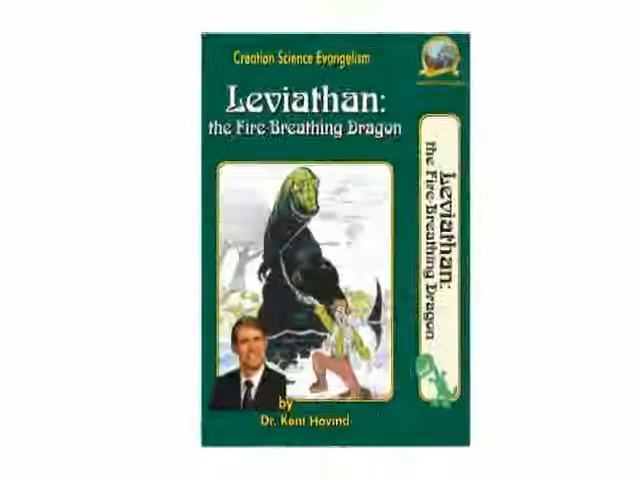 Creation Science Evangelism
Leviathan:
the Fire-Breathing Dragon
by
Dr. Kent Hovind
Leviathan:
the Fire-Breathing Dragon